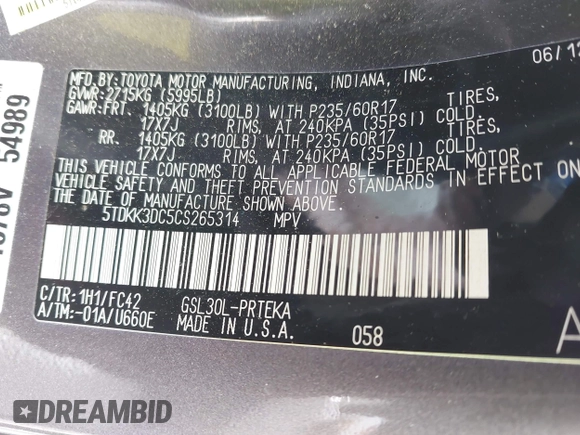 06/12
MFD.BY:TOYOTA MOTOR MANUFACTURING, INDIANA, INC.
GVWR:2715KG (5995LB)
GAWR:FRT. 1405KG (3100LB) WITH P235/60R17 TIRES,
17X7J RIMS, AT 240KPA (35PSI) COLD.
RR. 1405KG (3100LB) WITH P235/60R17 TIRES,
17X7J RIMS, AT 240KPA (35PSI) COLD.
THIS VEHICLE CONFORMS TO ALL APPLICABLE FEDERAL MOTOR
VEHICLE SAFETY AND THEFT PREVENTION STANDARDS IN EFFECT ON
THE DATE OF MANUFACTURE SHOWN ABOVE.
5TDKK3DC5CS265314 MPV
C/TR:1H1/FC42 GSL30L-PRTEKA
A/TM:-01A/U660E MADE IN U.S.A. 058
54989
DREAMBID